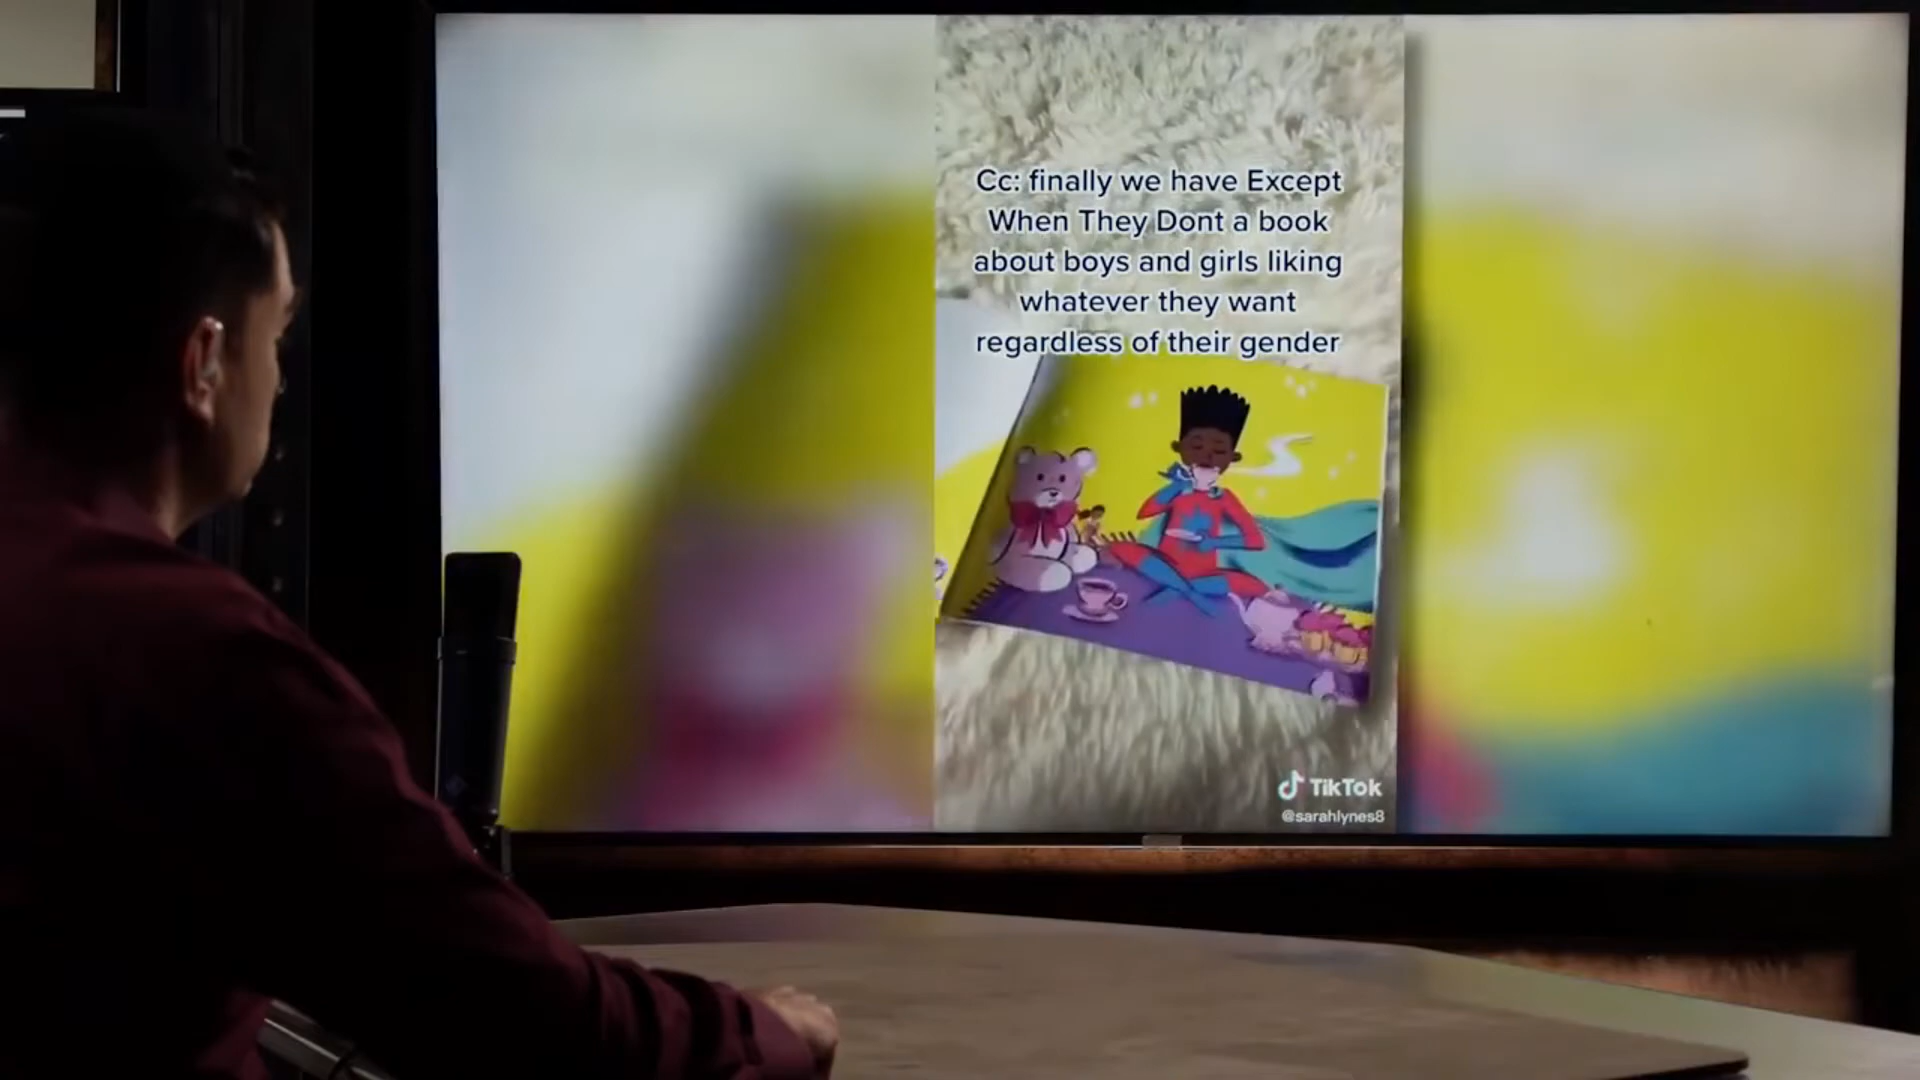 Cc: finally we have Except
When They Dont a book
about boys and girls liking
whatever they want
regardless of their gender
TikTok
@sarahlynes8